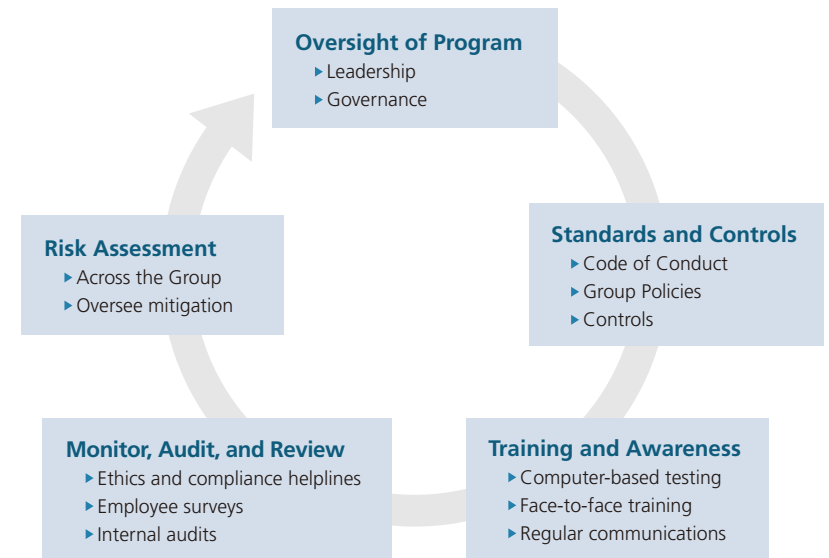 Oversight of Program
▸ Leadership
▸ Governance
Standards and Controls
▸ Code of Conduct
▸ Group Policies
▸ Controls
Training and Awareness
▸ Computer-based testing
▸ Face-to-face training
▸ Regular communications
Monitor, Audit, and Review
▸ Ethics and compliance helplines
▸ Employee surveys
▸ Internal audits
Risk Assessment
▸ Across the Group
▸ Oversee mitigation